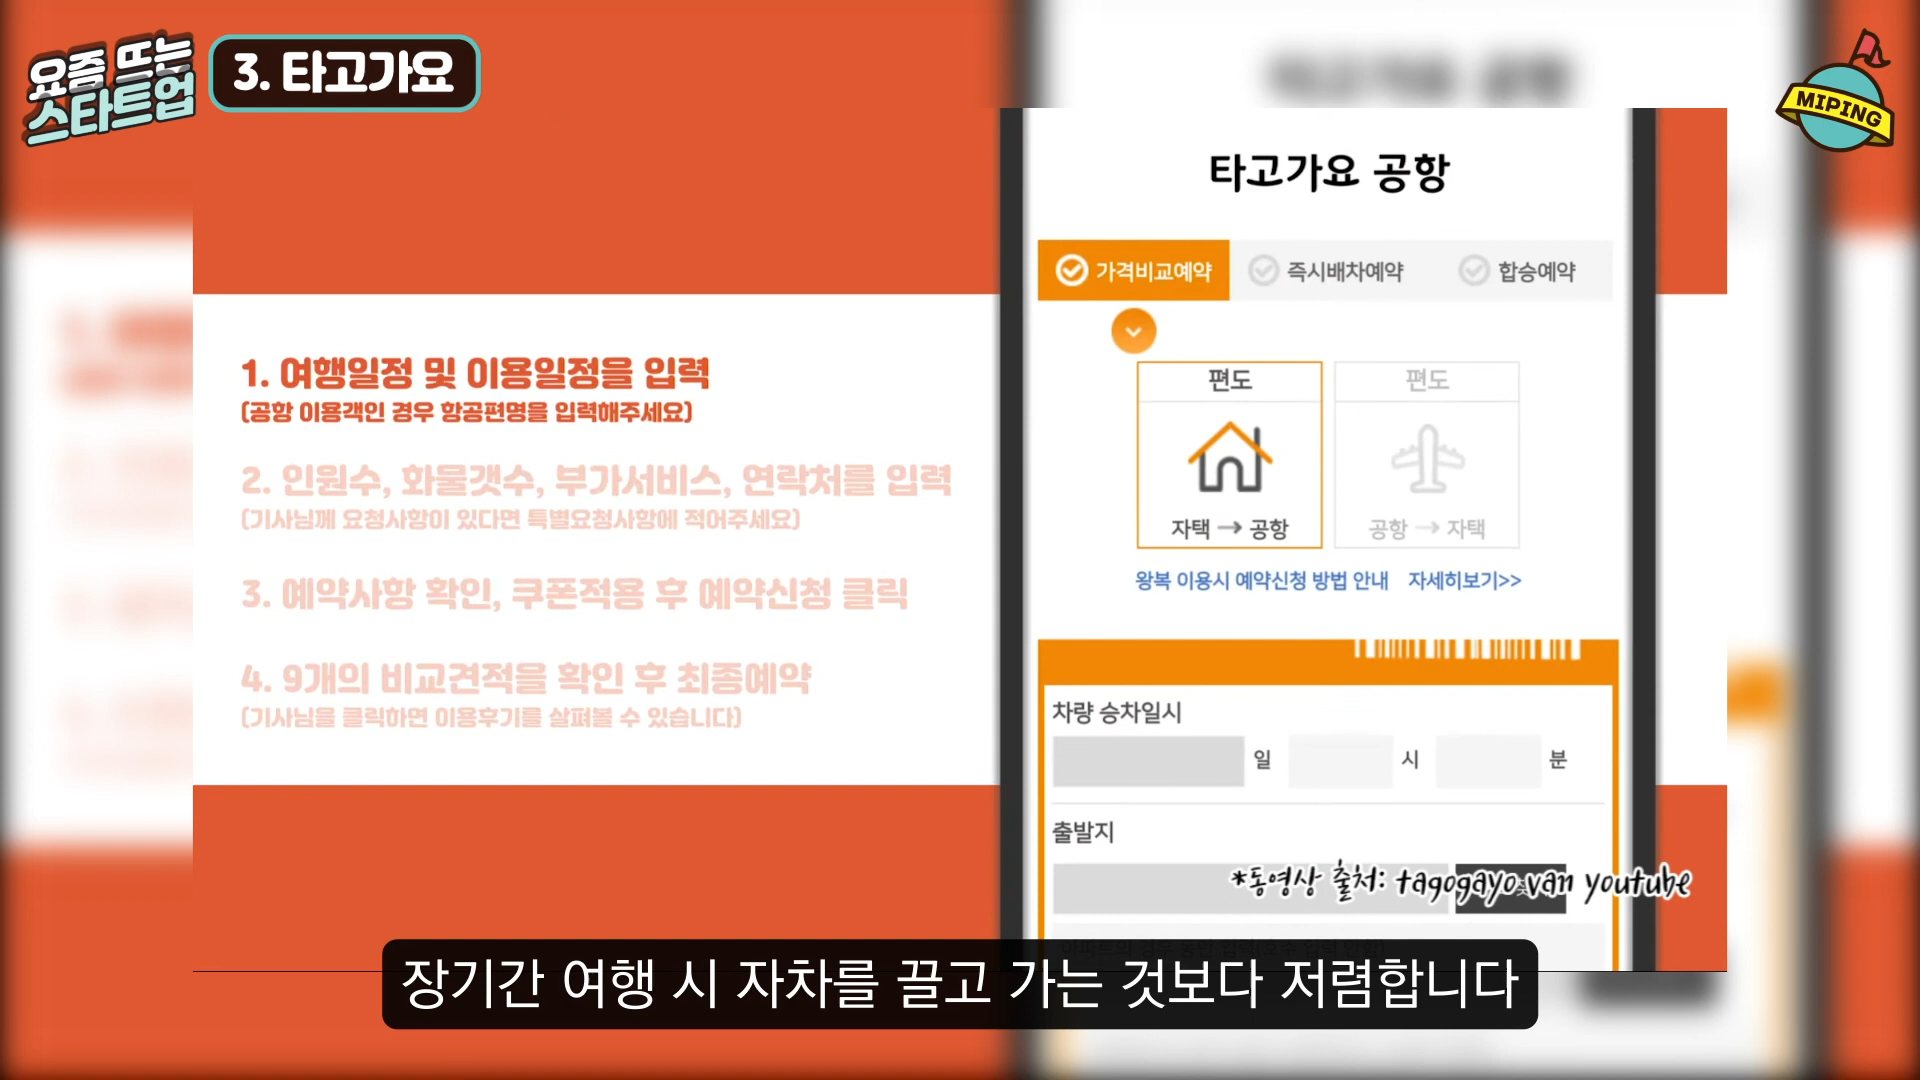 요즘 뜨는
스타트업
3. 타고가요
MIPING
타고가요 공항
가격비교예약
즉시배차예약
합승예약
편도
자택 → 공항
편도
공항 → 자택
왕복 이용시 예약신청 방법 안내 자세히보기>>
차량 승차일시
일 시 분
출발지
1. 여행일정 및 이용일정을 입력
(공항 이용객인 경우 항공편명을 입력해주세요)
2. 인원수, 화물갯수, 부가서비스, 연락처를 입력
(기사님께 요청사항이 있다면 특별요청사항에 적어주세요)
3. 예약사항 확인, 쿠폰적용 후 예약신청 클릭
4. 9개의 비교견적을 확인 후 최종예약
(기사님을 클릭하면 이용후기를 살펴볼 수 있습니다)
*동영상 출처: tagogayo van youtube
장기간 여행 시 자차를 끌고 가는 것보다 저렴합니다